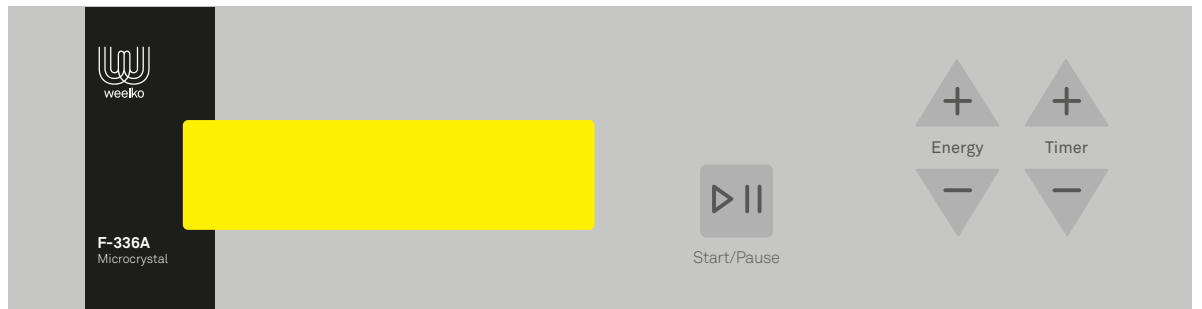 weelko
F-336A
Microcrystal
Start/Pause
Energy
Timer